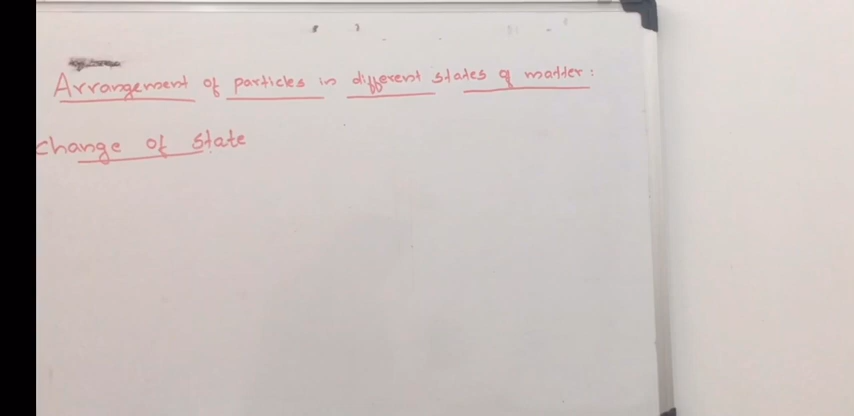 Arrangement of particles in different states of matter:
change of state